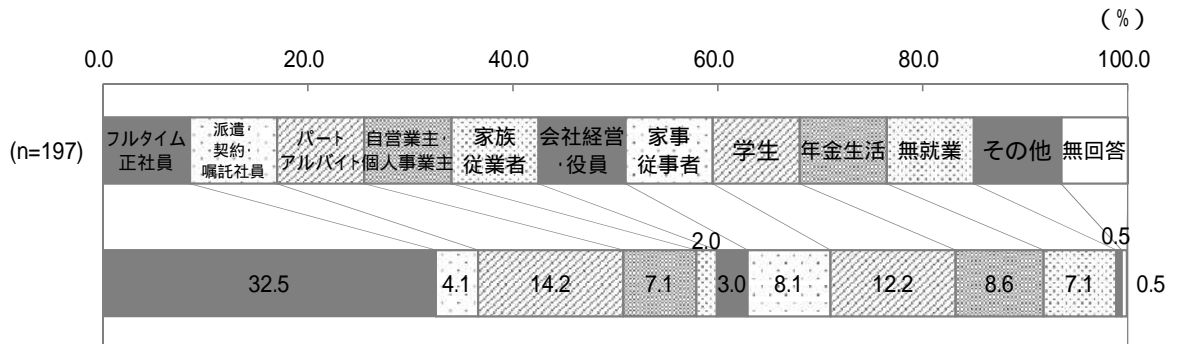 (%)
0.0 20.0 40.0 60.0 80.0 100.0
(n=197)
フルタイム
正社員
派遣・
契約・
嘱託社員
パート
アルバイト
自営業主・
個人事業主
家族
従業者
会社経営
・役員
家事
従事者
学生
年金生活
無就業
その他
無回答
32.5 4.1 14.2 7.1 2.0 3.0 8.1 12.2 8.6 7.1 0.5 0.5